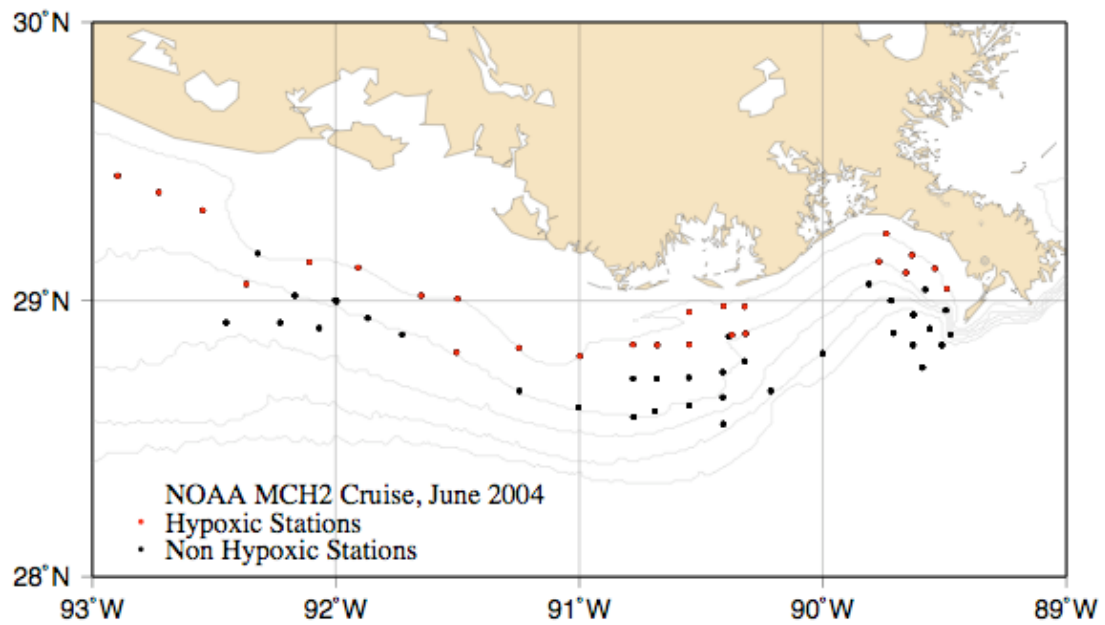 30°N
29°N
NOAA MCH2 Cruise, June 2004
Hypoxic Stations
Non Hypoxic Stations
28°N
93°W 92°W 91°W 90°W 89°W